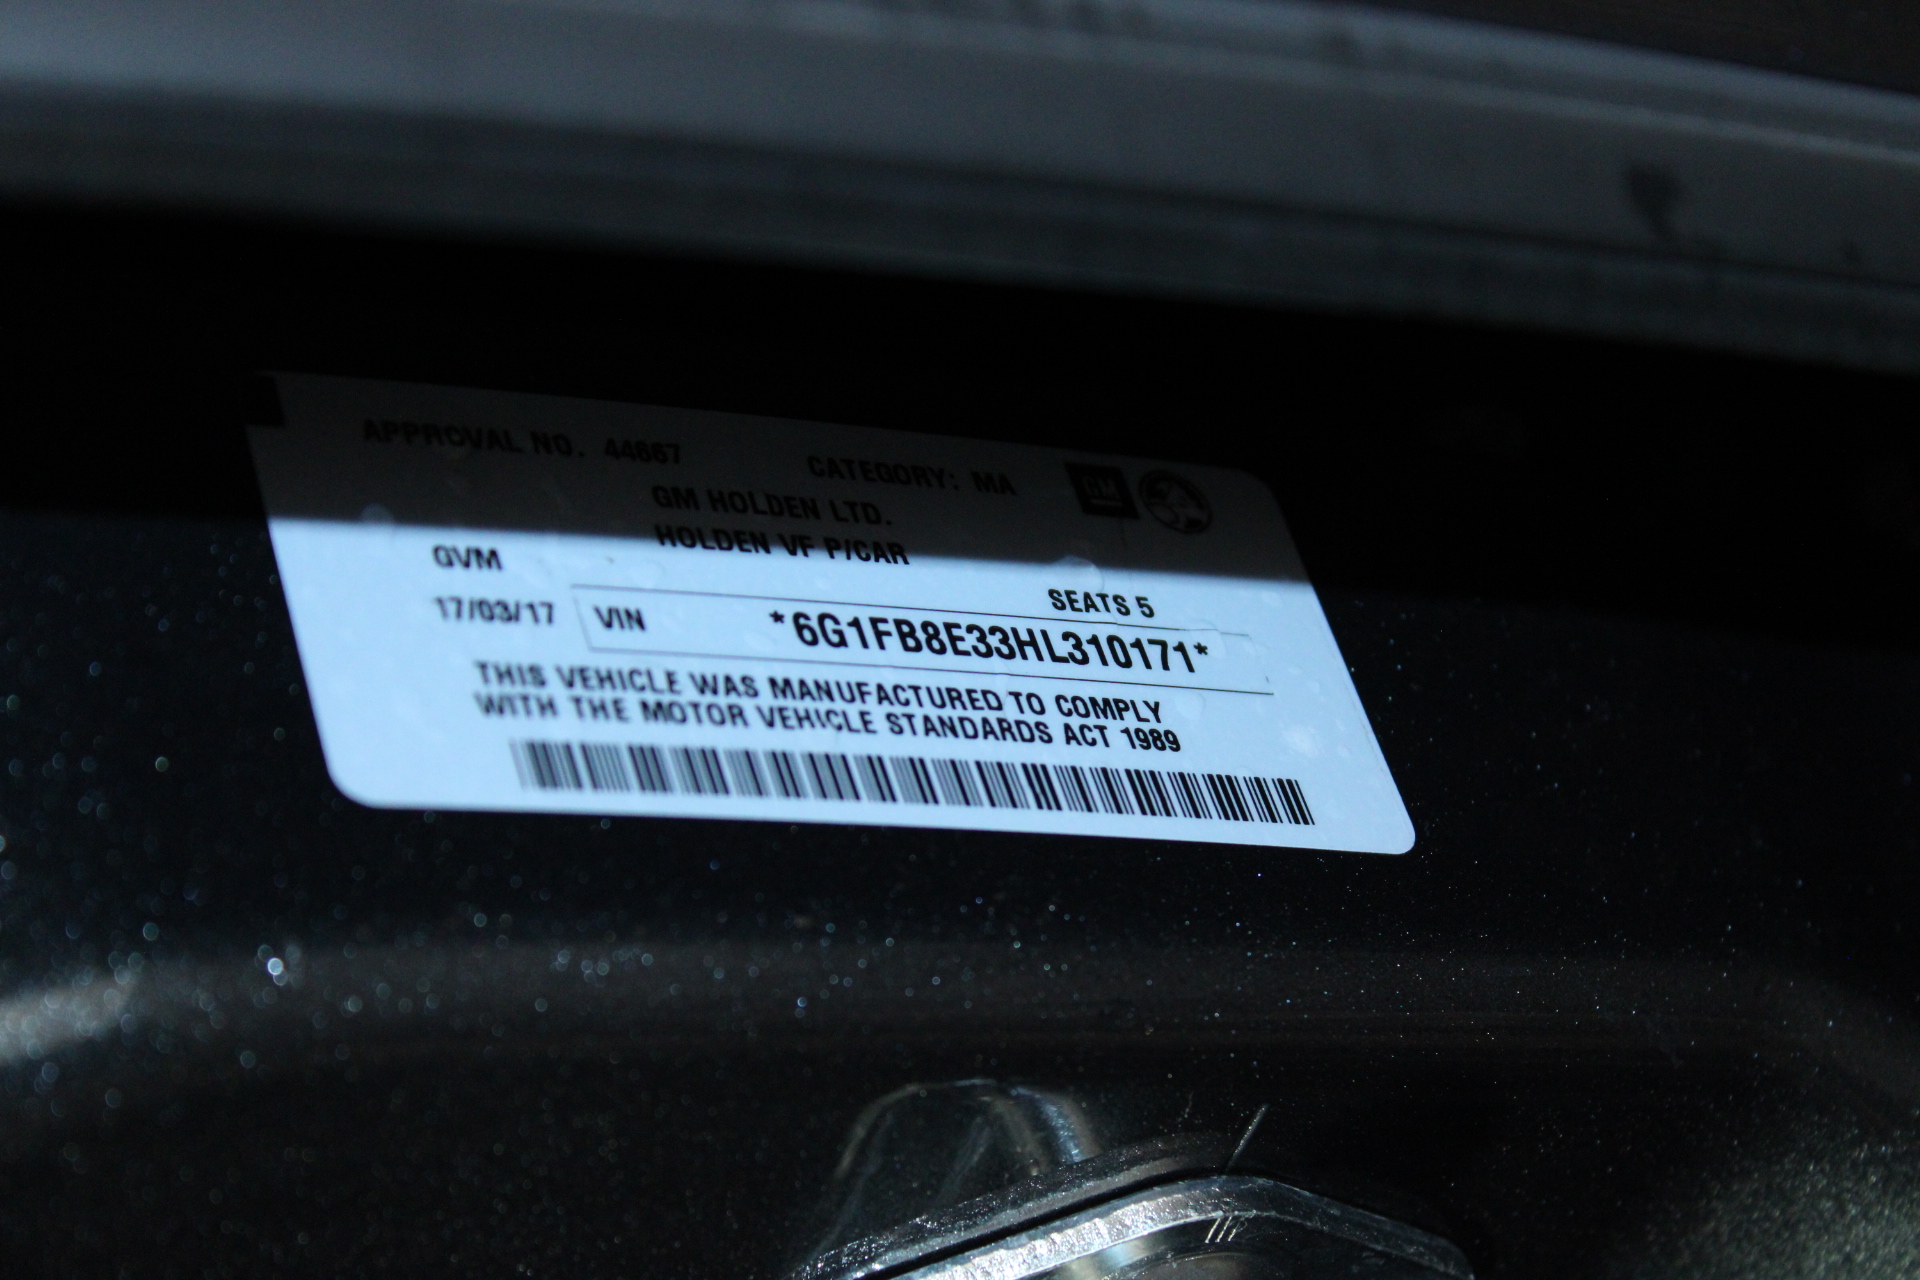 APPROVAL NO. 44667 CATEGORY: MA GM
GM HOLDEN LTD.
HOLDEN VF P/CAR
GVM SEATS 5
17/03/17 VIN *6G1FB8E33HL310171*
THIS VEHICLE WAS MANUFACTURED TO COMPLY
WITH THE MOTOR VEHICLE STANDARDS ACT 1989